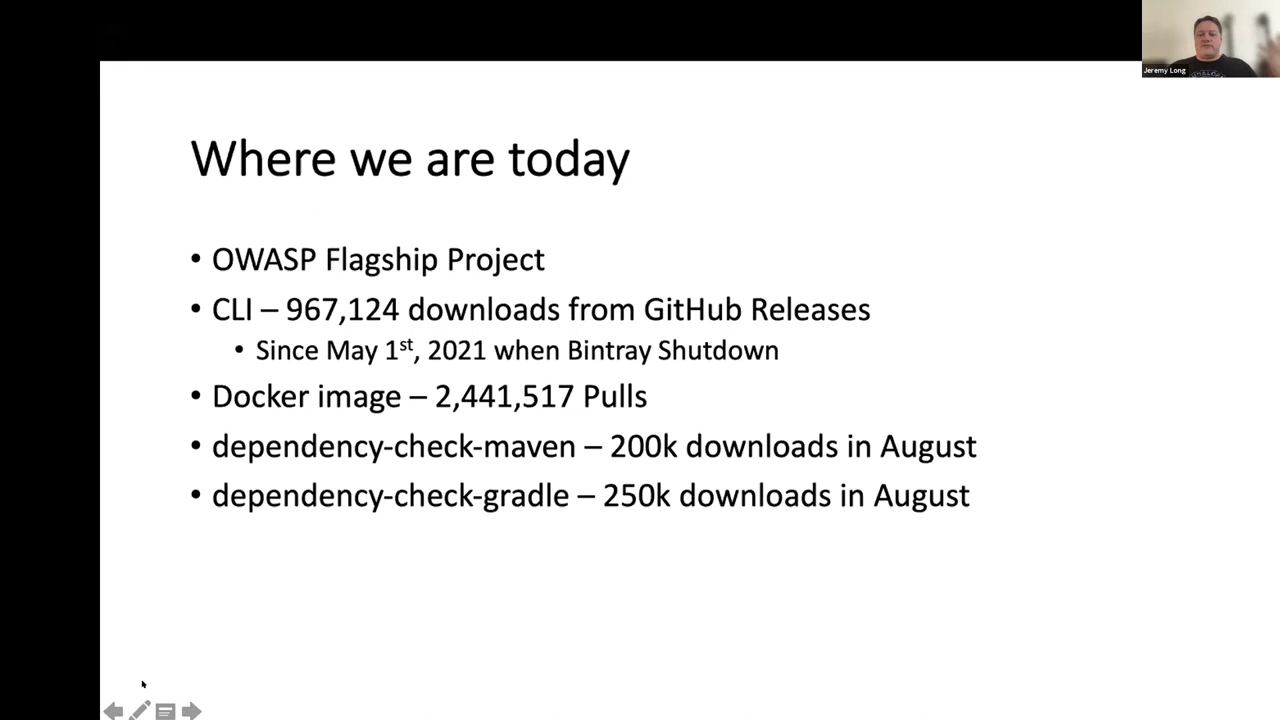 Jeremy Long
Where we are today
• OWASP Flagship Project
• CLI – 967,124 downloads from GitHub Releases
• Since May 1st, 2021 when Bintray Shutdown
• Docker image – 2,441,517 Pulls
• dependency-check-maven – 200k downloads in August
• dependency-check-gradle – 250k downloads in August